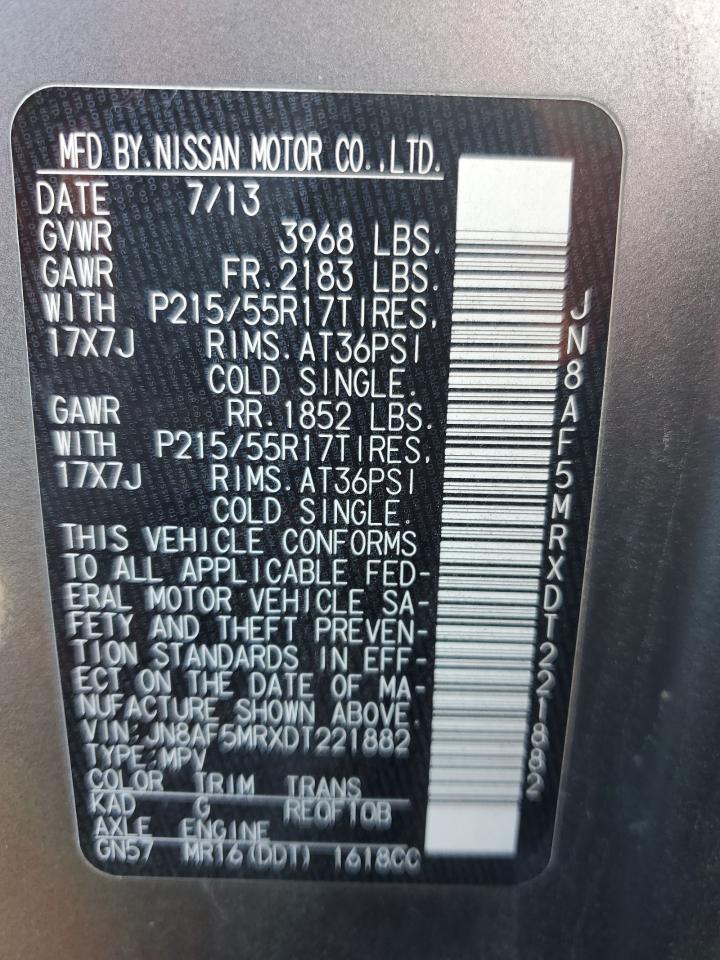 MFD BY.NISSAN MOTOR CO.,LTD.
DATE 7/13
GVWR 3968 LBS.
GAWR FR.2183 LBS.
WITH P215/55R17TIRES,
17X7J RIMS.AT36PSI
COLD SINGLE.
GAWR RR.1852 LBS.
WITH P215/55R17TIRES,
17X7J RIMS.AT36PSI
COLD SINGLE.
THIS VEHICLE CONFORMS
TO ALL APPLICABLE FED-
ERAL MOTOR VEHICLE SA-
FETY AND THEFT PREVEN-
TION STANDARDS IN EFF-
ECT ON THE DATE OF MA-
NUFACTURE SHOWN ABOVE.
VIN:JN8AF5MRXDT221882
TYPE:MPV
COLOR TRIM TRANS
KAD G RE0F10B
AXLE ENGINE
GN57 MR16(DDT) 1618CC
JN8AF5MRXDT221882